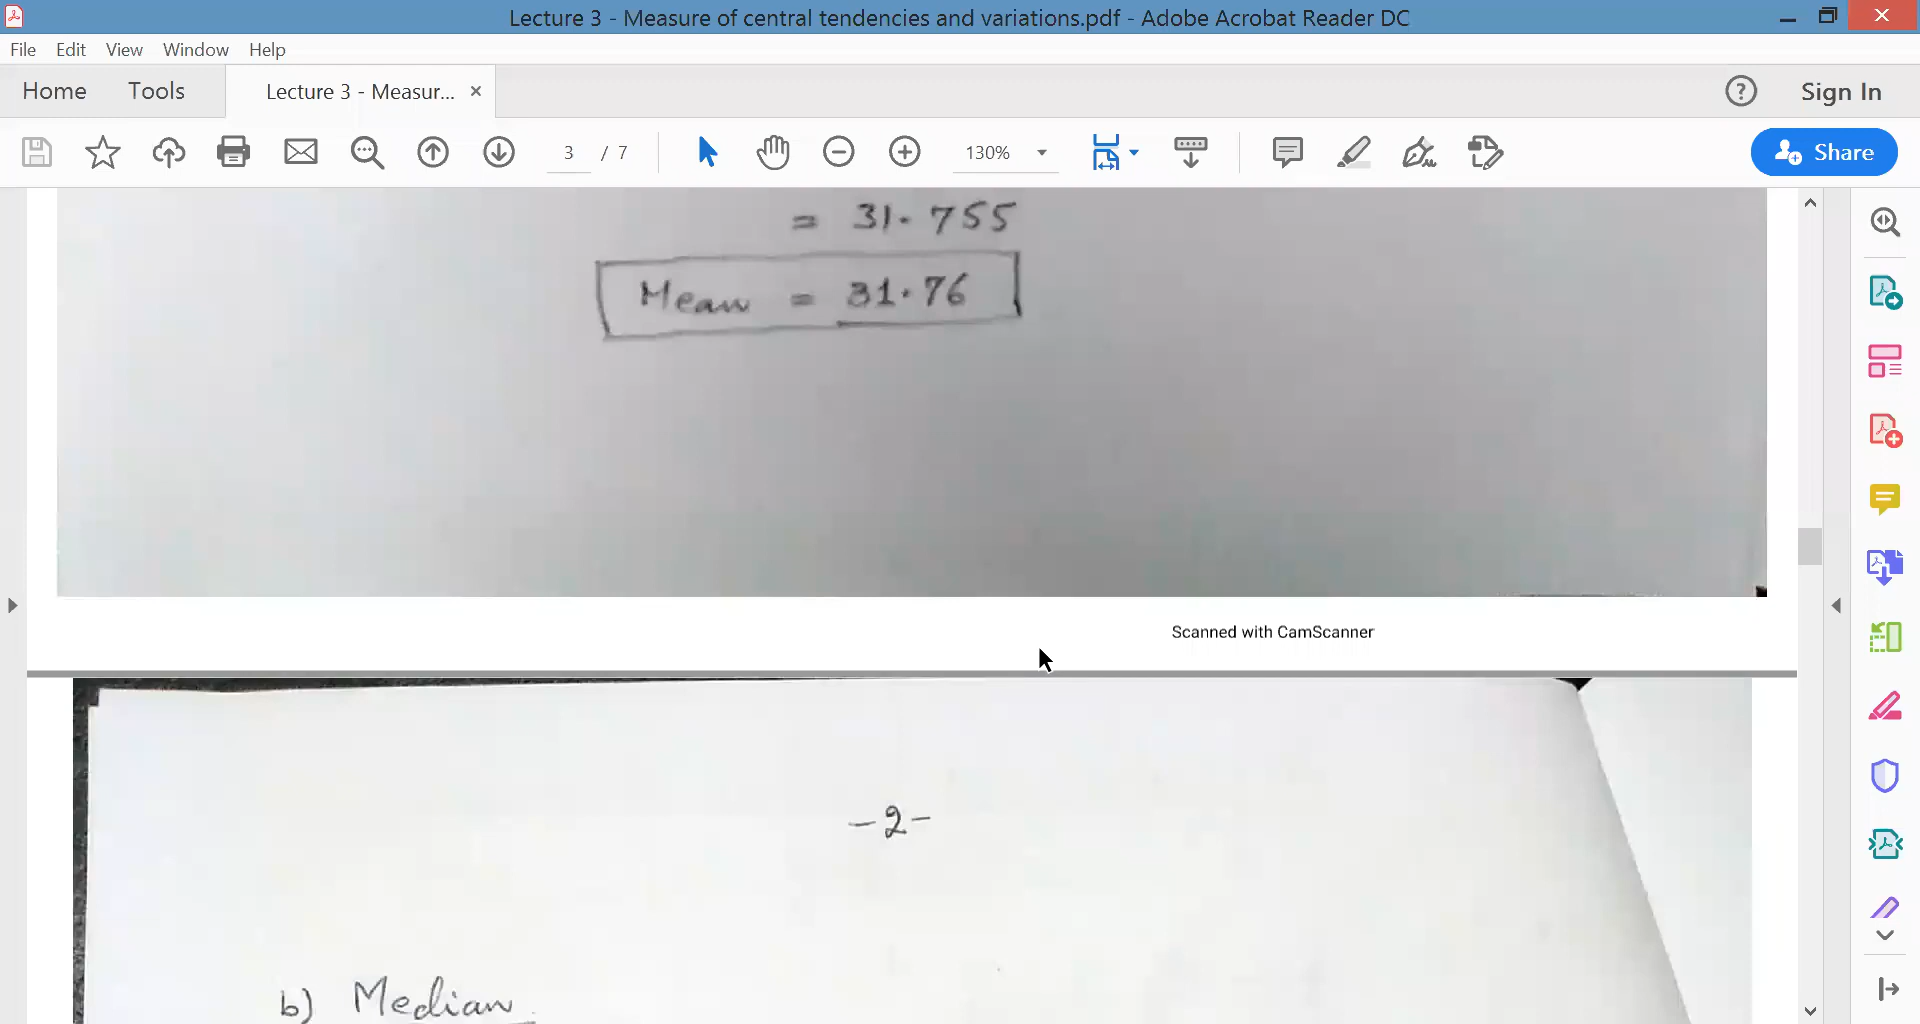 Lecture 3 - Measure of central tendencies and variations.pdf - Adobe Acrobat Reader DC
File Edit View Window Help
Home Tools Lecture 3 - Measur... × ? Sign In
3 / 7 130% Share
= 31.755
Mean = 31.76
Scanned with CamScanner
-2-
b) Median